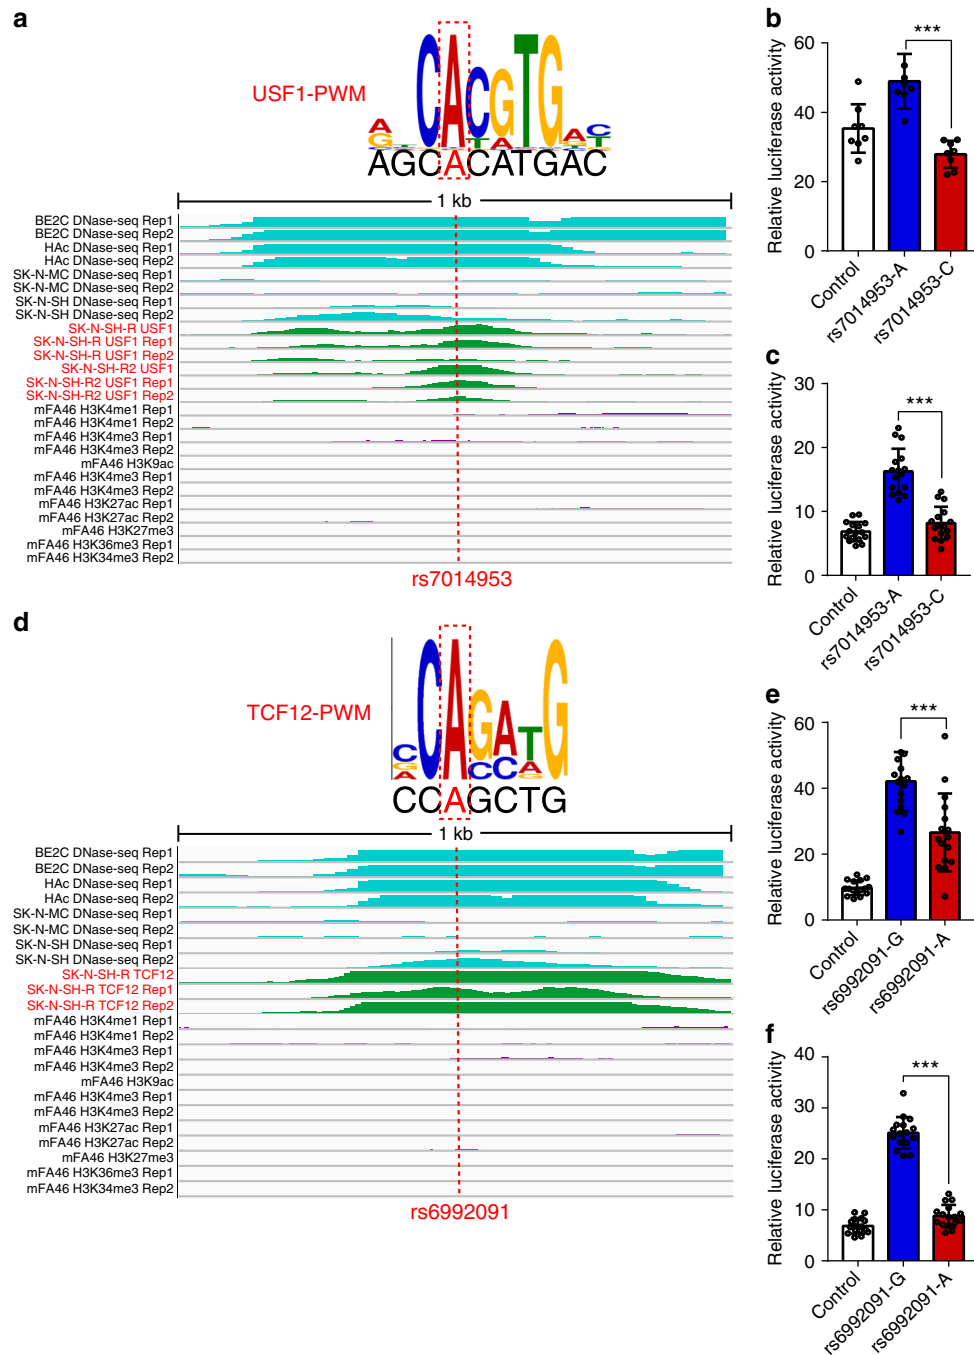 a
USF1-PWM
AGCACATGAC
1 kb
BE2C DNase-seq Rep1
BE2C DNase-seq Rep2
HAc DNase-seq Rep1
HAc DNase-seq Rep2
SK-N-MC DNase-seq Rep1
SK-N-MC DNase-seq Rep2
SK-N-SH DNase-seq Rep1
SK-N-SH DNase-seq Rep2
SK-N-SH-R USF1
SK-N-SH-R USF1 Rep1
SK-N-SH-R USF1 Rep2
SK-N-SH-R2 USF1
SK-N-SH-R2 USF1 Rep1
SK-N-SH-R2 USF1 Rep2
mFA46 H3K4me1 Rep1
mFA46 H3K4me1 Rep2
mFA46 H3K4me3 Rep1
mFA46 H3K4me3 Rep2
mFA46 H3K9ac
mFA46 H3K4me3 Rep1
mFA46 H3K4me3 Rep2
mFA46 H3K27ac Rep1
mFA46 H3K27ac Rep2
mFA46 H3K27me3
mFA46 H3K36me3 Rep1
mFA46 H3K34me3 Rep2
rs7014953
b
Relative luciferase activity
60
40
20
0
***
Control
rs7014953-A
rs7014953-C
c
Relative luciferase activity
30
20
10
0
***
Control
rs7014953-A
rs7014953-C
d
TCF12-PWM
CCAGCTG
1 kb
BE2C DNase-seq Rep1
BE2C DNase-seq Rep2
HAc DNase-seq Rep1
HAc DNase-seq Rep2
SK-N-MC DNase-seq Rep1
SK-N-MC DNase-seq Rep2
SK-N-SH DNase-seq Rep1
SK-N-SH DNase-seq Rep2
SK-N-SH-R TCF12
SK-N-SH-R TCF12 Rep1
SK-N-SH-R TCF12 Rep2
mFA46 H3K4me1 Rep1
mFA46 H3K4me1 Rep2
mFA46 H3K4me3 Rep1
mFA46 H3K4me3 Rep2
mFA46 H3K9ac
mFA46 H3K4me3 Rep1
mFA46 H3K4me3 Rep2
mFA46 H3K27ac Rep1
mFA46 H3K27ac Rep2
mFA46 H3K27me3
mFA46 H3K36me3 Rep1
mFA46 H3K34me3 Rep2
rs6992091
e
Relative luciferase activity
60
40
20
0
***
Control
rs6992091-G
rs6992091-A
f
Relative luciferase activity
40
30
20
10
0
***
Control
rs6992091-G
rs6992091-A